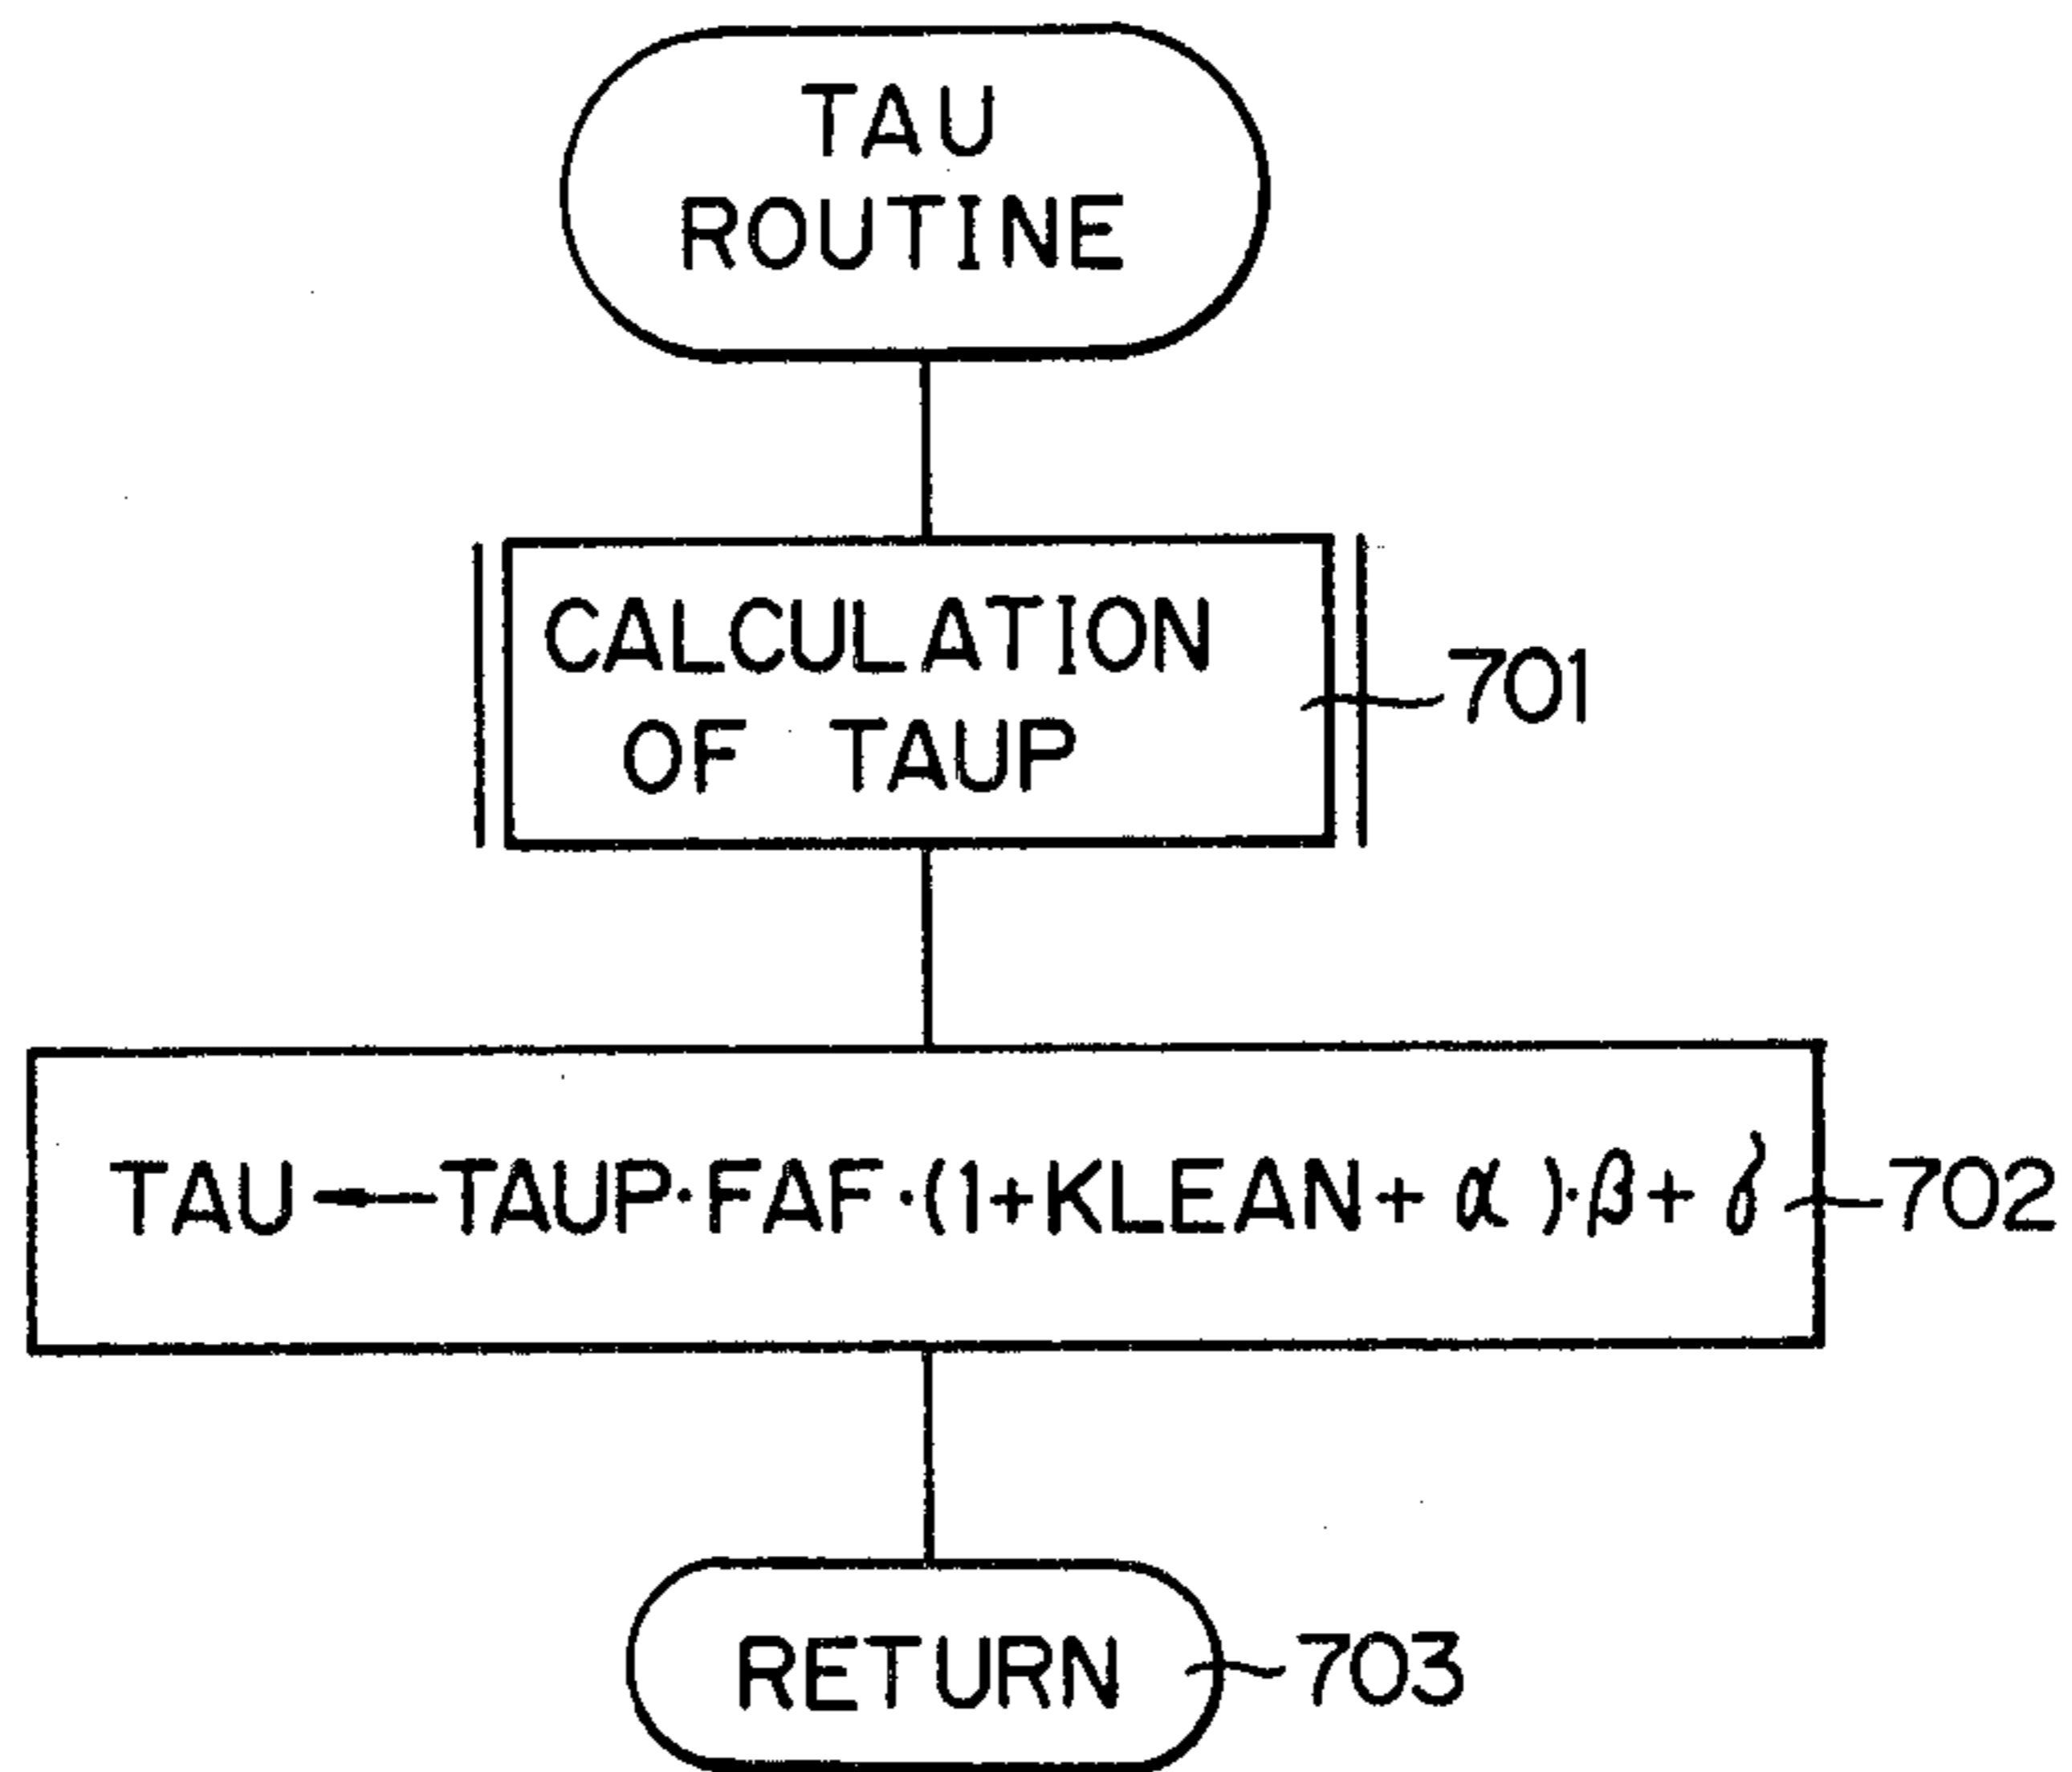 TAU
ROUTINE
CALCULATION
OF TAUP
701
TAU←TAUP·FAF·(1+KLEAN+α)·β+γ
702
RETURN
703